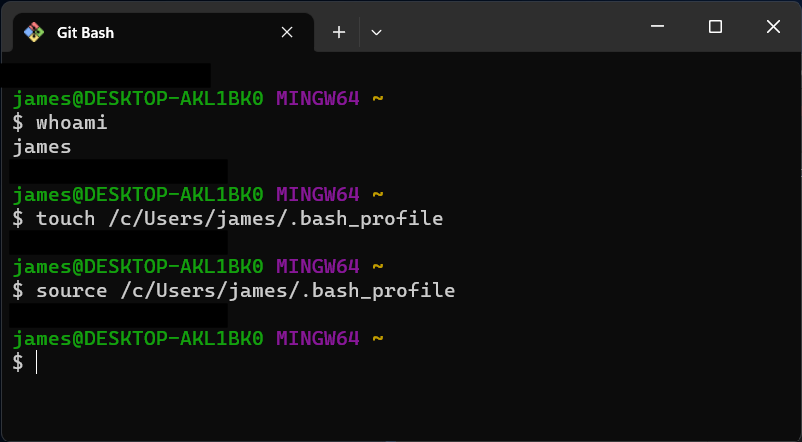 Git Bash
james@DESKTOP-AKL1BK0 MINGW64 ~
$ whoami
james
james@DESKTOP-AKL1BK0 MINGW64 ~
$ touch /c/Users/james/.bash_profile
james@DESKTOP-AKL1BK0 MINGW64 ~
$ source /c/Users/james/.bash_profile
james@DESKTOP-AKL1BK0 MINGW64 ~
$